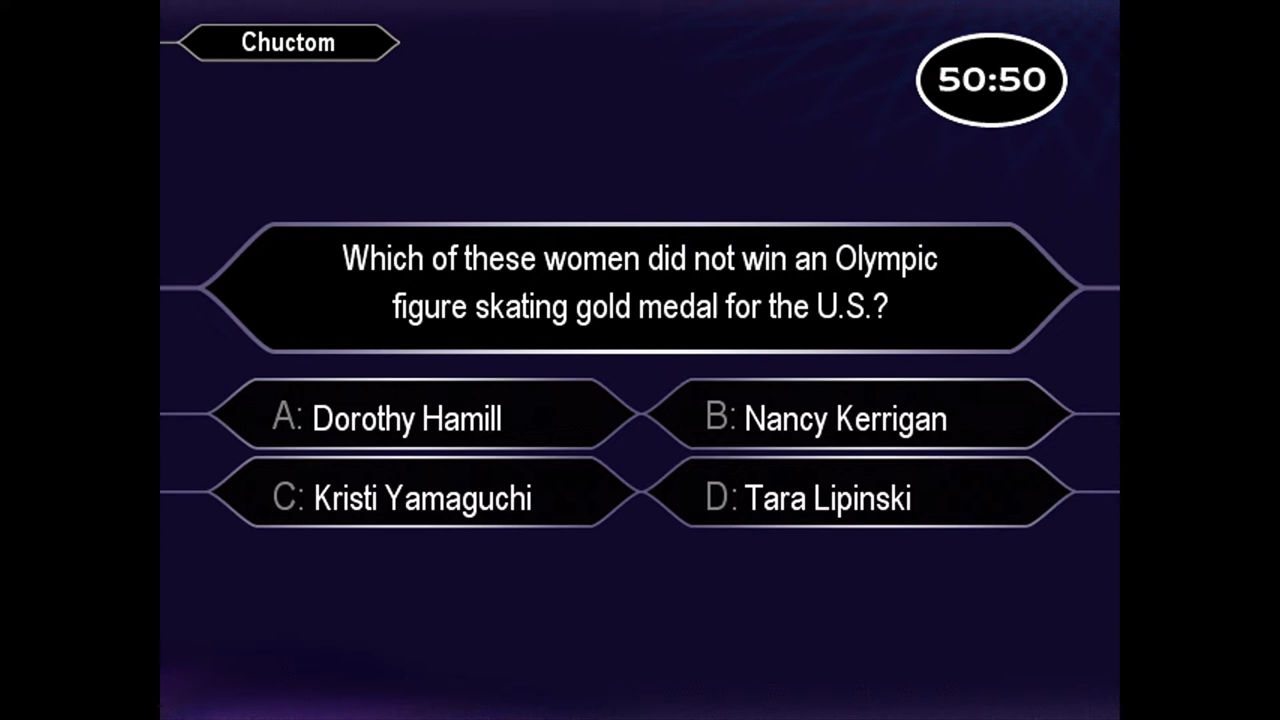 Chuctom
50:50
Which of these women did not win an Olympic
figure skating gold medal for the U.S.?
A: Dorothy Hamill
B: Nancy Kerrigan
C: Kristi Yamaguchi
D: Tara Lipinski